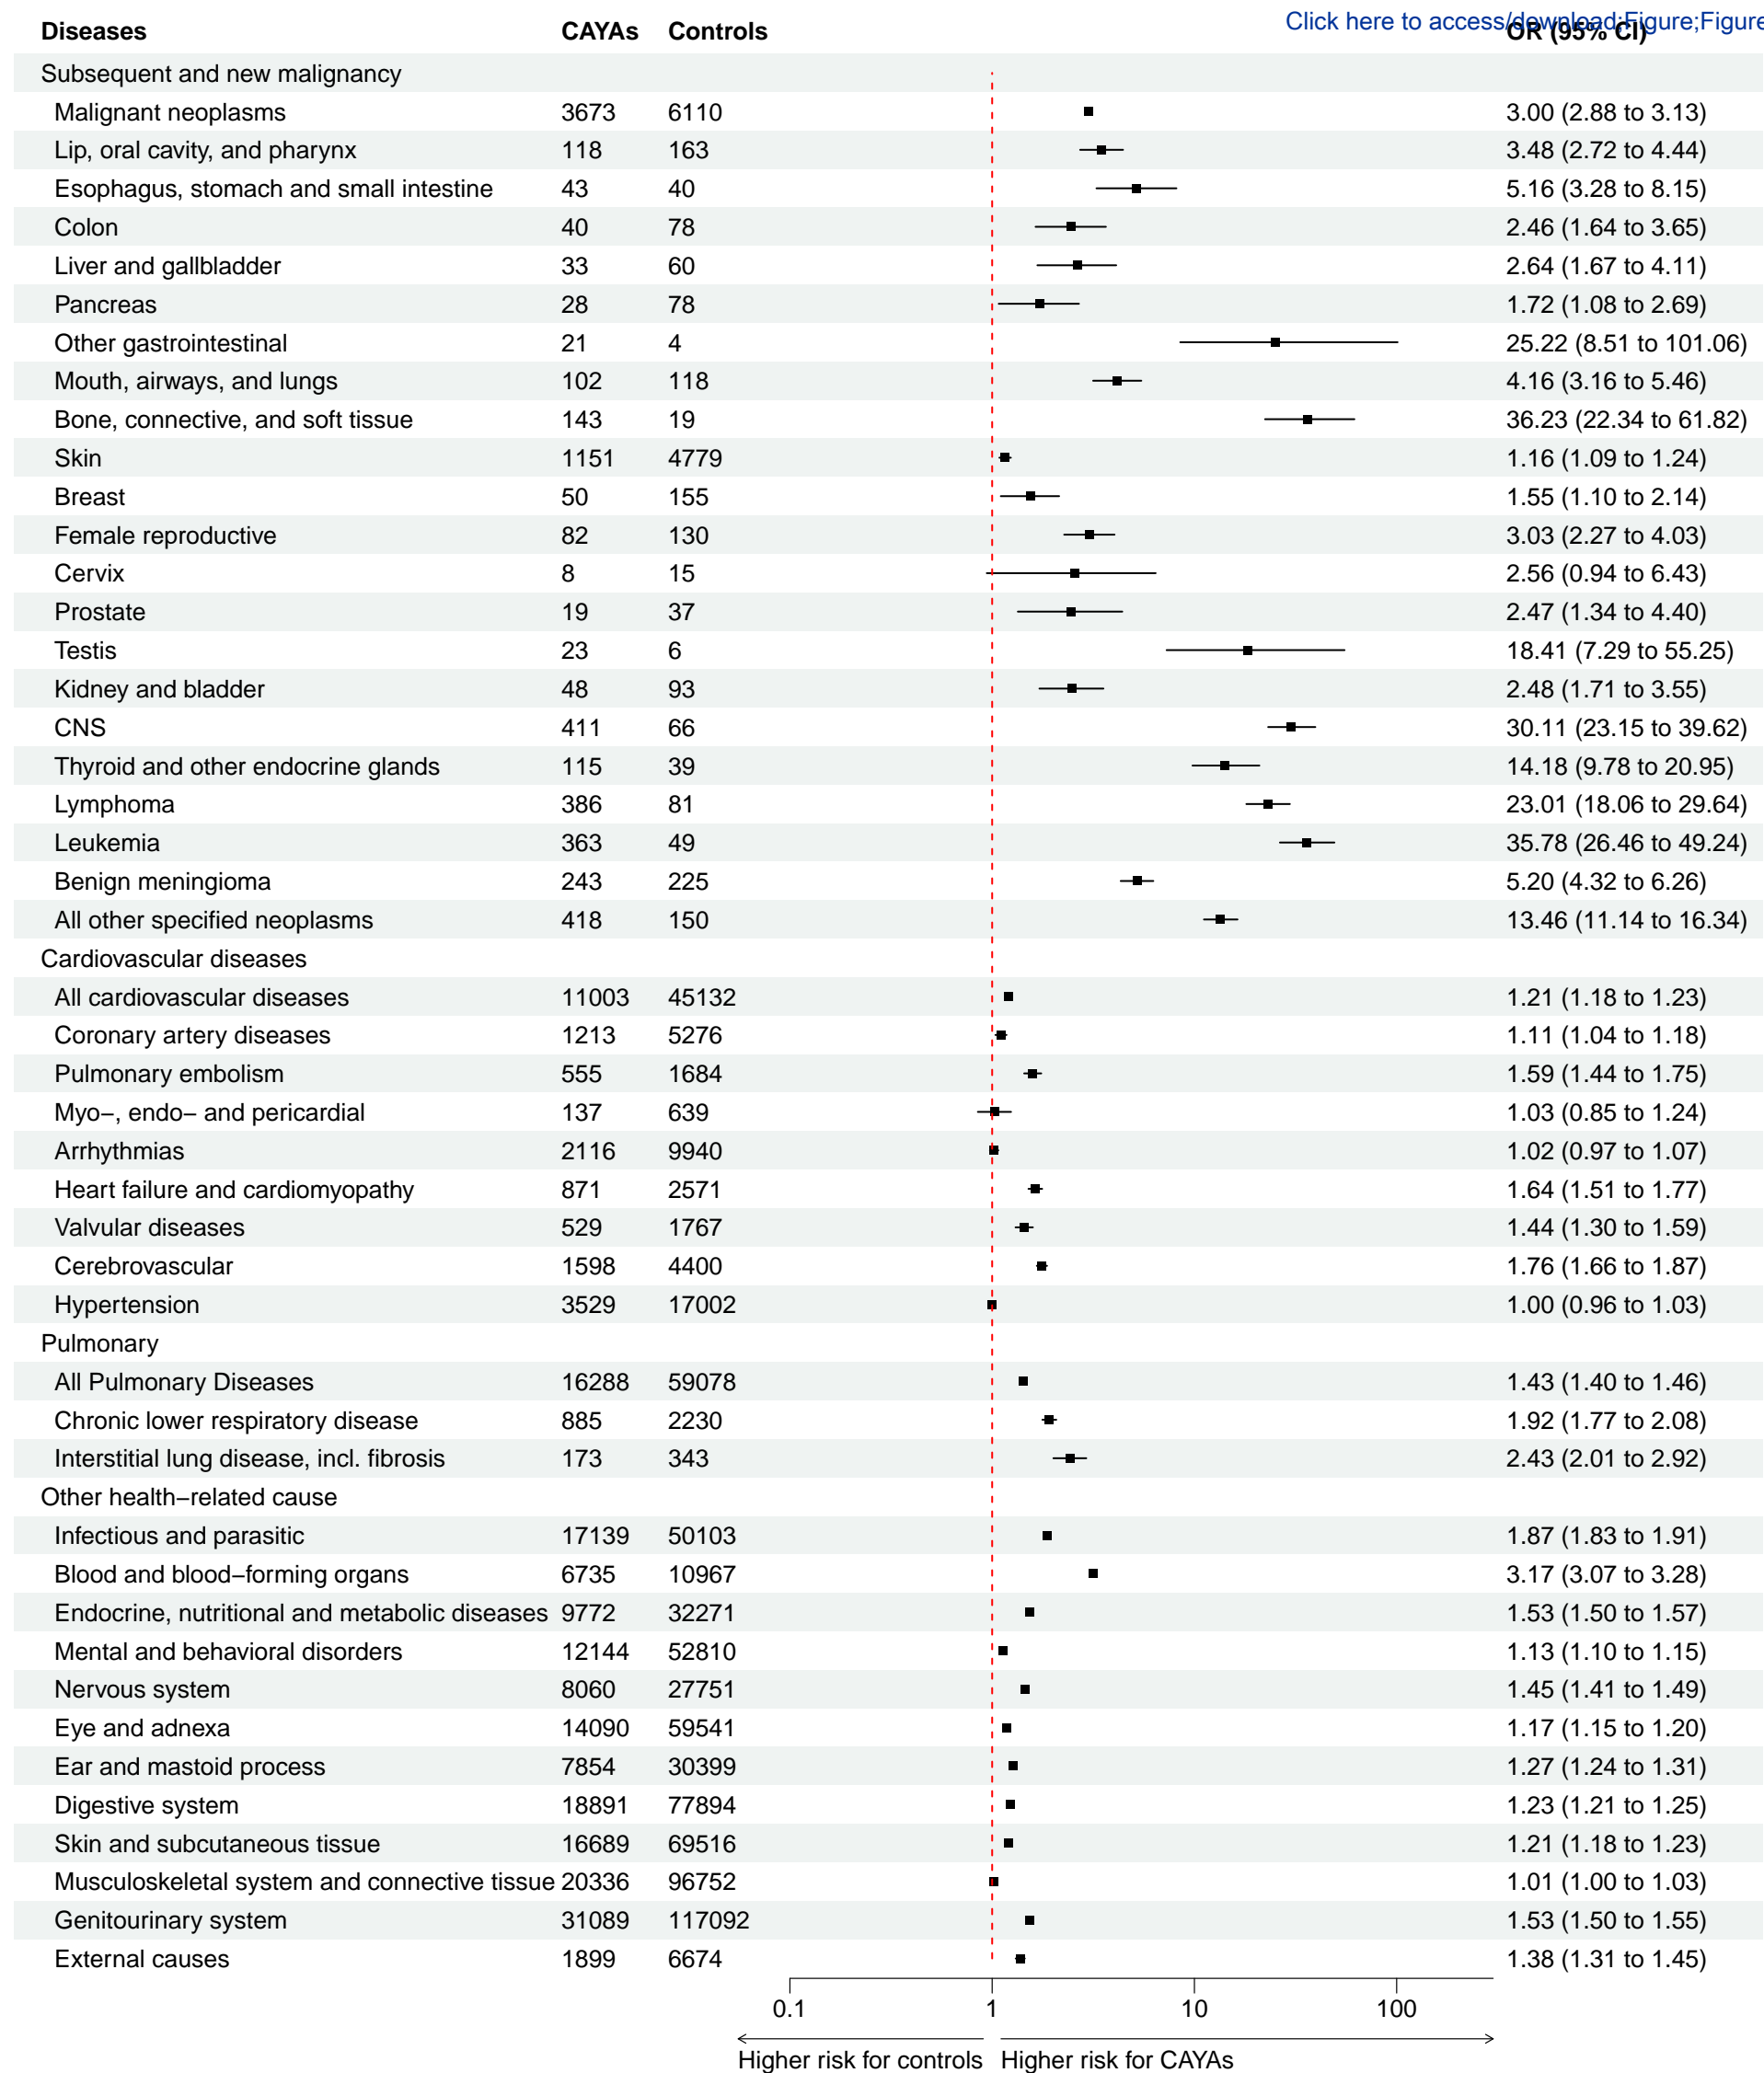 Click here to access/download;Figure;Figure
Diseases CAYAs Controls OR (95% CI)
Subsequent and new malignancy
Malignant neoplasms 3673 6110 3.00 (2.88 to 3.13)
Lip, oral cavity, and pharynx 118 163 3.48 (2.72 to 4.44)
Esophagus, stomach and small intestine 43 40 5.16 (3.28 to 8.15)
Colon 40 78 2.46 (1.64 to 3.65)
Liver and gallbladder 33 60 2.64 (1.67 to 4.11)
Pancreas 28 78 1.72 (1.08 to 2.69)
Other gastrointestinal 21 4 25.22 (8.51 to 101.06)
Mouth, airways, and lungs 102 118 4.16 (3.16 to 5.46)
Bone, connective, and soft tissue 143 19 36.23 (22.34 to 61.82)
Skin 1151 4779 1.16 (1.09 to 1.24)
Breast 50 155 1.55 (1.10 to 2.14)
Female reproductive 82 130 3.03 (2.27 to 4.03)
Cervix 8 15 2.56 (0.94 to 6.43)
Prostate 19 37 2.47 (1.34 to 4.40)
Testis 23 6 18.41 (7.29 to 55.25)
Kidney and bladder 48 93 2.48 (1.71 to 3.55)
CNS 411 66 30.11 (23.15 to 39.62)
Thyroid and other endocrine glands 115 39 14.18 (9.78 to 20.95)
Lymphoma 386 81 23.01 (18.06 to 29.64)
Leukemia 363 49 35.78 (26.46 to 49.24)
Benign meningioma 243 225 5.20 (4.32 to 6.26)
All other specified neoplasms 418 150 13.46 (11.14 to 16.34)
Cardiovascular diseases
All cardiovascular diseases 11003 45132 1.21 (1.18 to 1.23)
Coronary artery diseases 1213 5276 1.11 (1.04 to 1.18)
Pulmonary embolism 555 1684 1.59 (1.44 to 1.75)
Myo−, endo− and pericardial 137 639 1.03 (0.85 to 1.24)
Arrhythmias 2116 9940 1.02 (0.97 to 1.07)
Heart failure and cardiomyopathy 871 2571 1.64 (1.51 to 1.77)
Valvular diseases 529 1767 1.44 (1.30 to 1.59)
Cerebrovascular 1598 4400 1.76 (1.66 to 1.87)
Hypertension 3529 17002 1.00 (0.96 to 1.03)
Pulmonary
All Pulmonary Diseases 16288 59078 1.43 (1.40 to 1.46)
Chronic lower respiratory disease 885 2230 1.92 (1.77 to 2.08)
Interstitial lung disease, incl. fibrosis 173 343 2.43 (2.01 to 2.92)
Other health−related cause
Infectious and parasitic 17139 50103 1.87 (1.83 to 1.91)
Blood and blood−forming organs 6735 10967 3.17 (3.07 to 3.28)
Endocrine, nutritional and metabolic diseases 9772 32271 1.53 (1.50 to 1.57)
Mental and behavioral disorders 12144 52810 1.13 (1.10 to 1.15)
Nervous system 8060 27751 1.45 (1.41 to 1.49)
Eye and adnexa 14090 59541 1.17 (1.15 to 1.20)
Ear and mastoid process 7854 30399 1.27 (1.24 to 1.31)
Digestive system 18891 77894 1.23 (1.21 to 1.25)
Skin and subcutaneous tissue 16689 69516 1.21 (1.18 to 1.23)
Musculoskeletal system and connective tissue 20336 96752 1.01 (1.00 to 1.03)
Genitourinary system 31089 117092 1.53 (1.50 to 1.55)
External causes 1899 6674 1.38 (1.31 to 1.45)
0.1 1 10 100
Higher risk for controls Higher risk for CAYAs